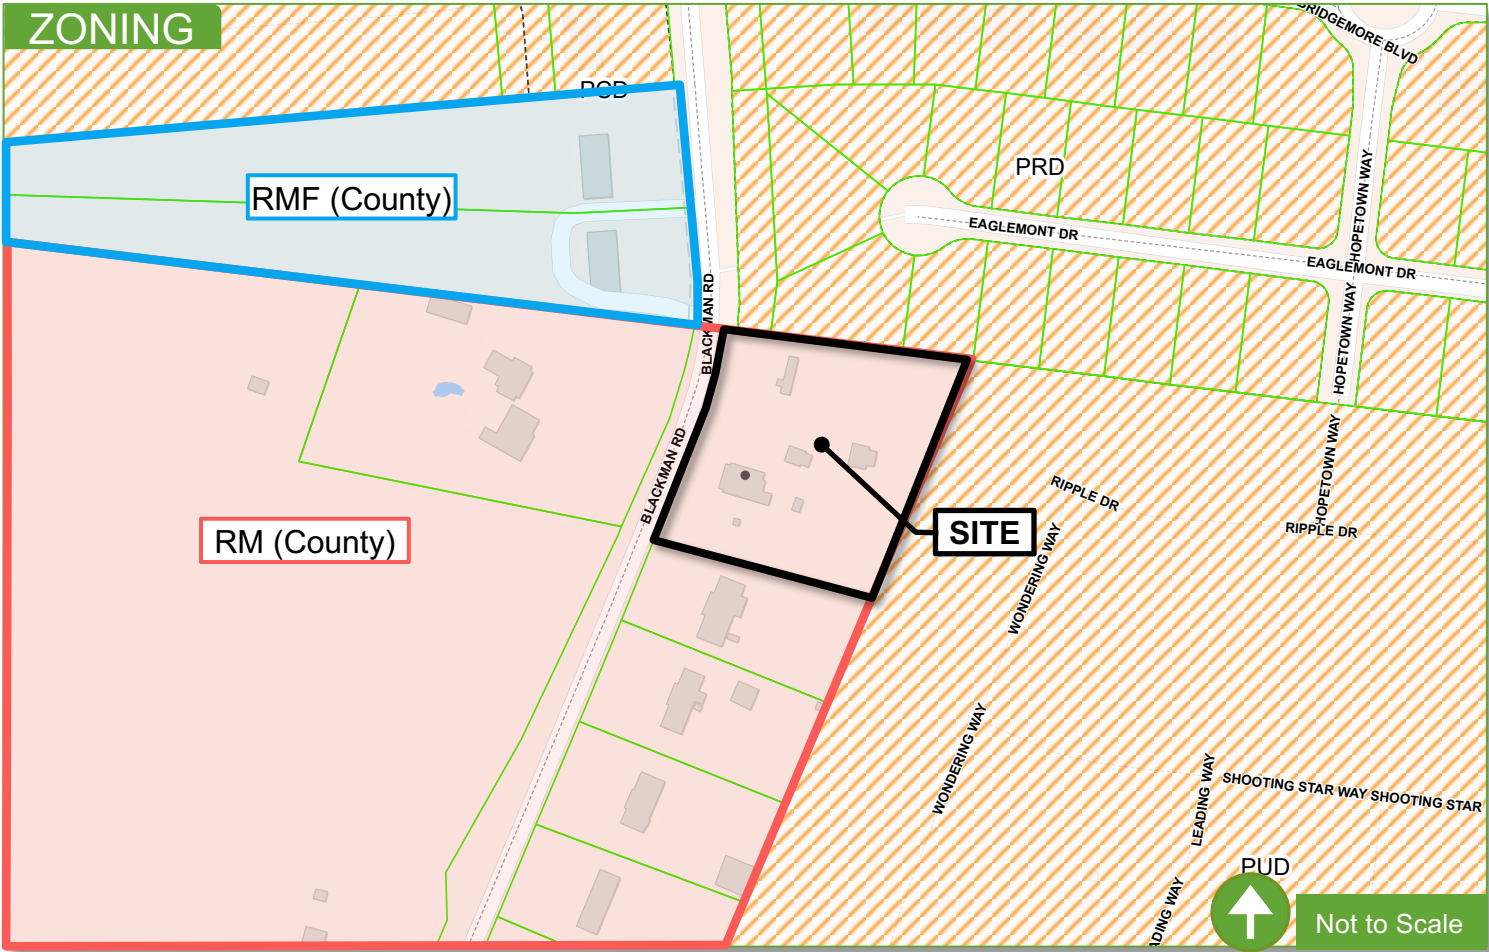 ZONING
BRIDGEMORE BLVD
PCD
PRD
RMF (County)
EAGLEMONT DR
HOPETOWN WAY
EAGLEMONT DR
BLACKMAN RD
HOPETOWN WAY
BLACKMAN RD
HOPETOWN WAY
RIPPLE DR
RIPPLE DR
SITE
RM (County)
WONDERING WAY
WONDERING WAY
LEADING WAY
SHOOTING STAR WAY SHOOTING STAR
PUD
ADING WAY
Not to Scale